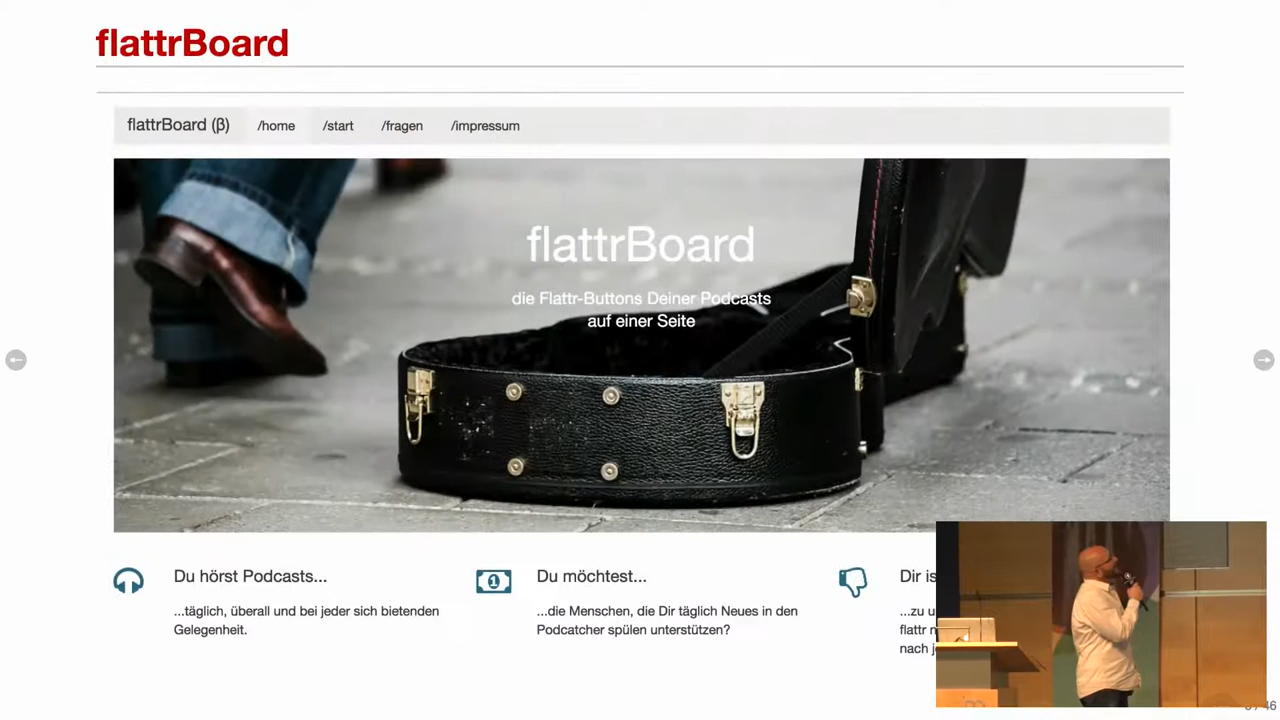 flattrBoard
flattrBoard (β) /home /start /fragen /impressum
flattrBoard
die Flattr-Buttons Deiner Podcasts
auf einer Seite
Du hörst Podcasts...
...täglich, überall und bei jeder sich bietenden
Gelegenheit.
Du möchtest...
...die Menschen, die Dir täglich Neues in den
Podcatcher spülen unterstützen?
Dir is
...zu u
flattr
nach
46